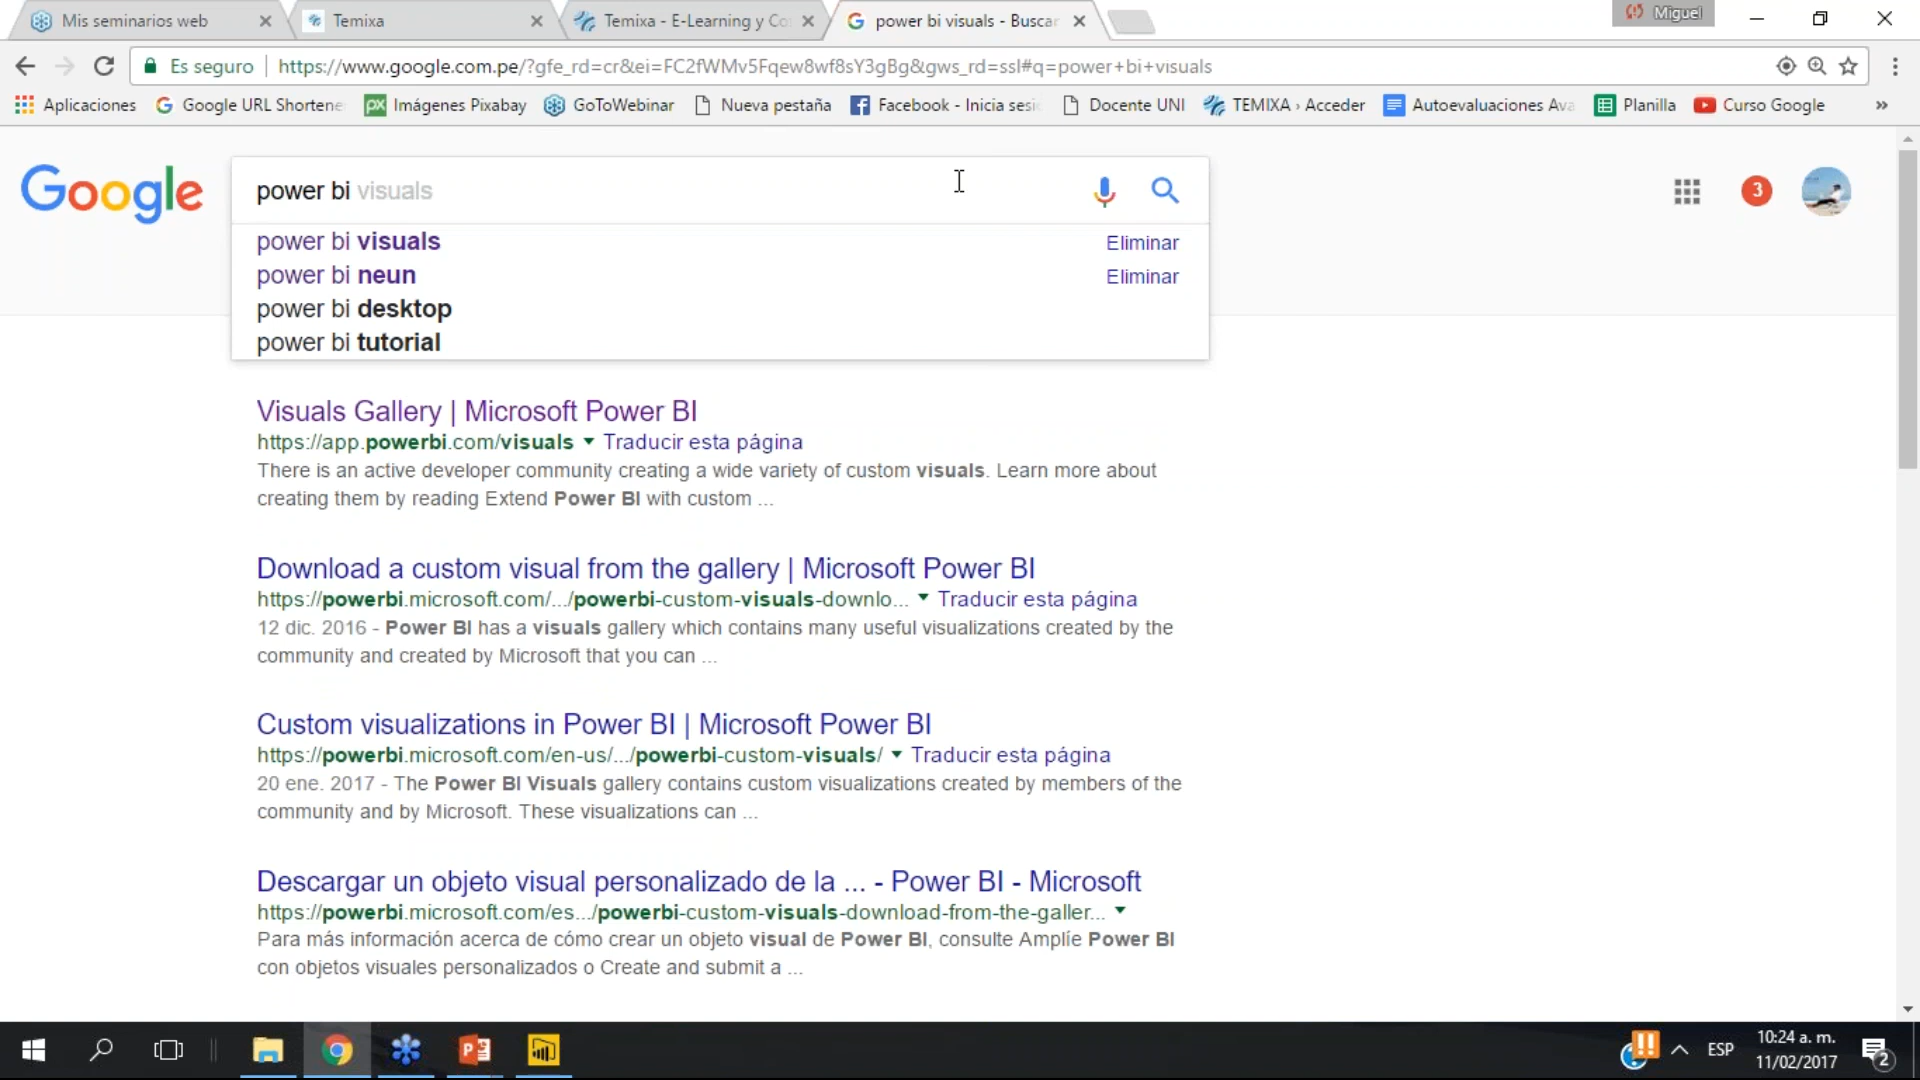 Mis seminarios web
Temixa
Temixa - E-Learning y Co
power bi visuals - Buscar
Miguel
Es seguro
https://www.google.com.pe/?gfe_rd=cr&ei=FC2fWMv5Fqew8wf8sY3gBg&gws_rd=ssl#q=power+bi+visuals
Aplicaciones
Google URL Shortene
Imágenes Pixabay
GoToWebinar
Nueva pestaña
Facebook - Inicia sesi
Docente UNI
TEMIXA › Acceder
Autoevaluaciones Ava
Planilla
Curso Google
»
Google
power bi visuals
3
power bi visuals Eliminar
power bi neun Eliminar
power bi desktop
power bi tutorial
Visuals Gallery | Microsoft Power BI
https://app.powerbi.com/visuals ▼ Traducir esta página
There is an active developer community creating a wide variety of custom visuals. Learn more about
creating them by reading Extend Power BI with custom ...
Download a custom visual from the gallery | Microsoft Power BI
https://powerbi.microsoft.com/.../powerbi-custom-visuals-downlo... ▼ Traducir esta página
12 dic. 2016 - Power BI has a visuals gallery which contains many useful visualizations created by the
community and created by Microsoft that you can ...
Custom visualizations in Power BI | Microsoft Power BI
https://powerbi.microsoft.com/en-us/.../powerbi-custom-visuals/ ▼ Traducir esta página
20 ene. 2017 - The Power BI Visuals gallery contains custom visualizations created by members of the
community and by Microsoft. These visualizations can ...
Descargar un objeto visual personalizado de la ... - Power BI - Microsoft
https://powerbi.microsoft.com/es.../powerbi-custom-visuals-download-from-the-galler... ▼
Para más información acerca de cómo crear un objeto visual de Power BI, consulte Amplíe Power BI
con objetos visuales personalizados o Create and submit a ...
ESP
10:24 a. m.
11/02/2017
2